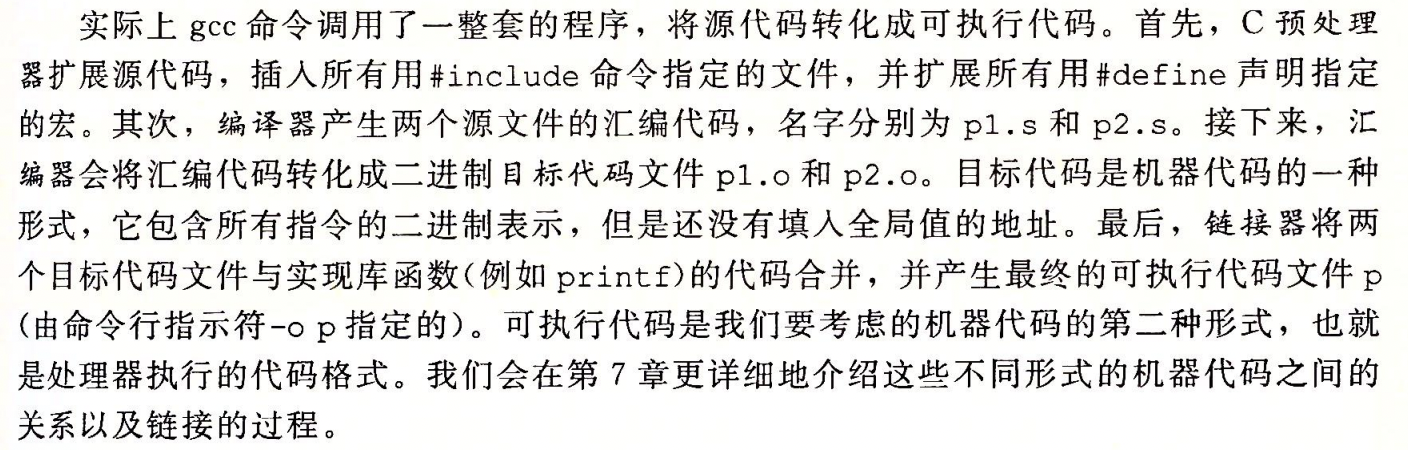 实际上 gcc 命令调用了一整套的程序，将源代码转化成可执行代码。首先，C 预处理
器扩展源代码，插入所有用#include 命令指定的文件，并扩展所有用#define 声明指定
的宏。其次，编译器产生两个源文件的汇编代码，名字分别为 p1.s 和 p2.s。接下来，汇
编器会将汇编代码转化成二进制目标代码文件 p1.o 和 p2.o。目标代码是机器代码的一种
形式，它包含所有指令的二进制表示，但是还没有填入全局值的地址。最后，链接器将两
个目标代码文件与实现库函数(例如 printf)的代码合并，并产生最终的可执行代码文件 p
(由命令行指示符-o p 指定的)。可执行代码是我们要考虑的机器代码的第二种形式，也就
是处理器执行的代码格式。我们会在第 7 章更详细地介绍这些不同形式的机器代码之间的
关系以及链接的过程。